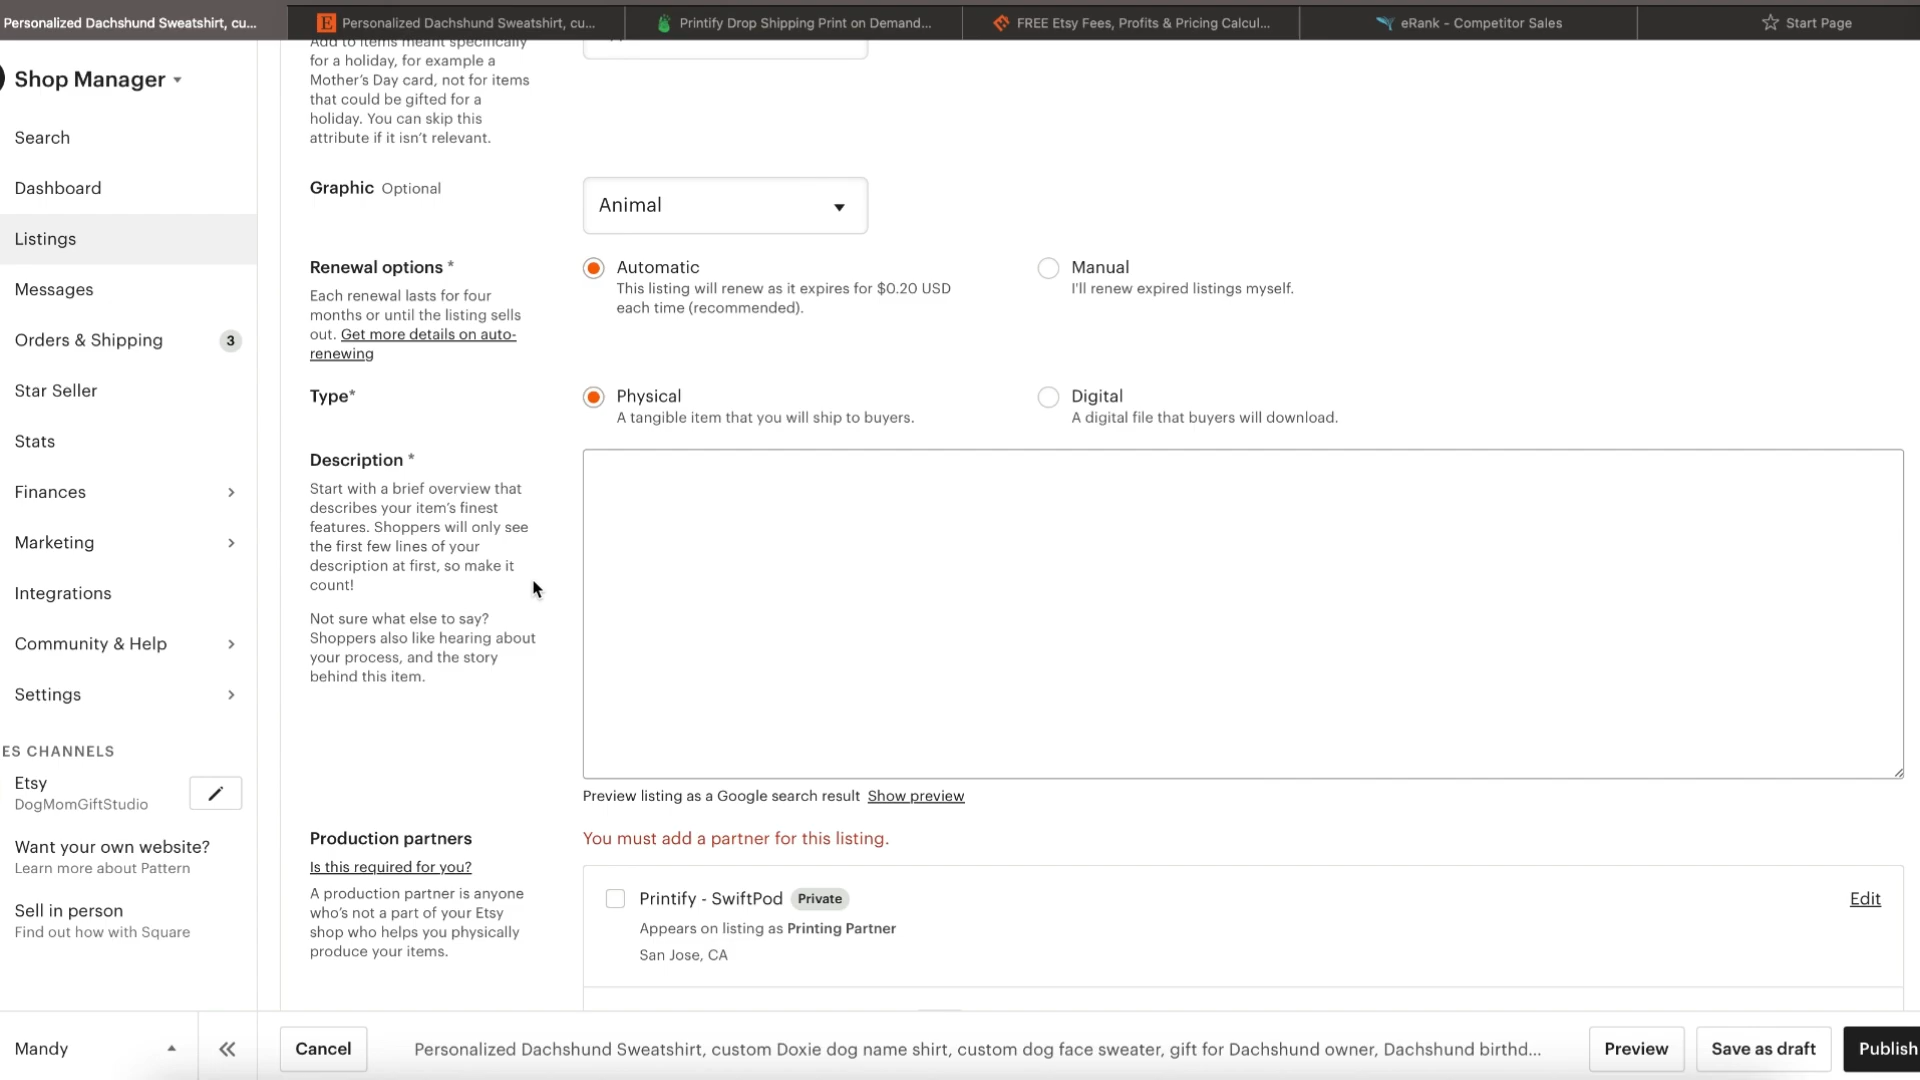 Personalized Dachshund Sweatshirt, cu...
Personalized Dachshund Sweatshirt, cu...
Printify Drop Shipping Print on Demand...
FREE Etsy Fees, Profits & Pricing Calcul...
eRank - Competitor Sales
Start Page
Shop Manager
Search
Dashboard
Listings
Messages
Orders & Shipping
3
Star Seller
Stats
Finances
Marketing
Integrations
Community & Help
Settings
ES CHANNELS
Etsy
DogMomGiftStudio
Want your own website?
Learn more about Pattern
Sell in person
Find out how with Square
Mandy
Add to items meant specifically
for a holiday, for example a
Mother's Day card, not for items
that could be gifted for a
holiday. You can skip this
attribute if it isn't relevant.
Graphic Optional
Animal
Renewal options *
Each renewal lasts for four
months or until the listing sells
out. Get more details on auto-
renewing
Automatic
This listing will renew as it expires for $0.20 USD
each time (recommended).
Manual
I'll renew expired listings myself.
Type*
Physical
A tangible item that you will ship to buyers.
Digital
A digital file that buyers will download.
Description *
Start with a brief overview that
describes your item's finest
features. Shoppers will only see
the first few lines of your
description at first, so make it
count!
Not sure what else to say?
Shoppers also like hearing about
your process, and the story
behind this item.
Preview listing as a Google search result Show preview
Production partners
Is this required for you?
A production partner is anyone
who's not a part of your Etsy
shop who helps you physically
produce your items.
You must add a partner for this listing.
Printify - SwiftPod Private
Edit
Appears on listing as Printing Partner
San Jose, CA
Cancel
Personalized Dachshund Sweatshirt, custom Doxie dog name shirt, custom dog face sweater, gift for Dachshund owner, Dachshund birthd...
Preview
Save as draft
Publish